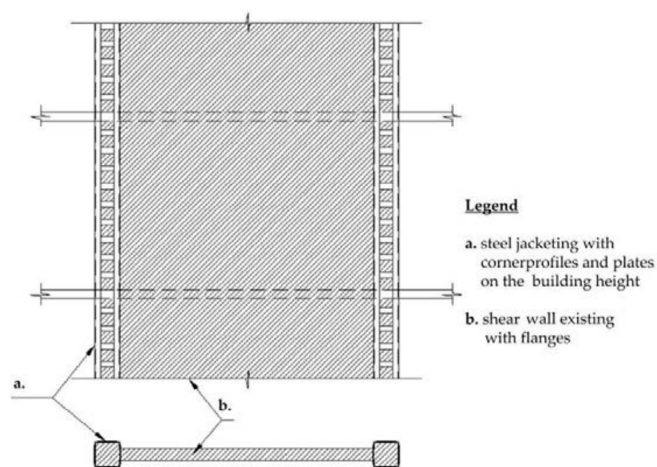 Legend
a. steel jacketing with
cornerprofiles and plates
on the building height
b. shear wall existing
with flanges
a.
b.